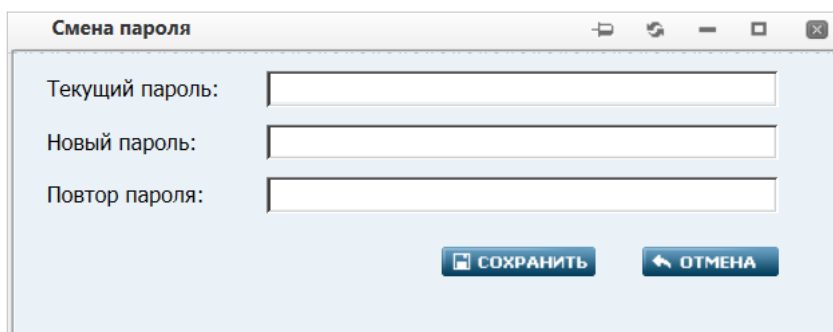 Смена пароля
Текущий пароль:
Новый пароль:
Повтор пароля:
СОХРАНИТЬ ОТМЕНА